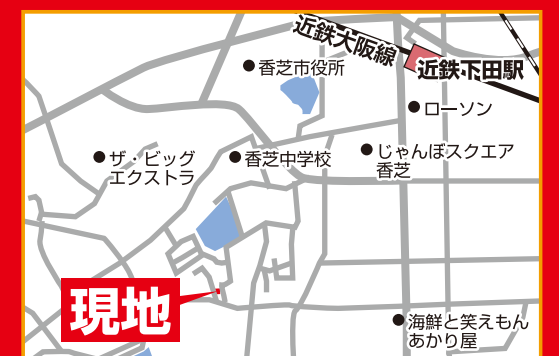 近鉄大阪線
近鉄下田駅
香芝市役所
ローソン
ザ・ビッグ
エクストラ
香芝中学校
じゃんぼスクエア
香芝
現地
海鮮と笑えもん
あかり屋